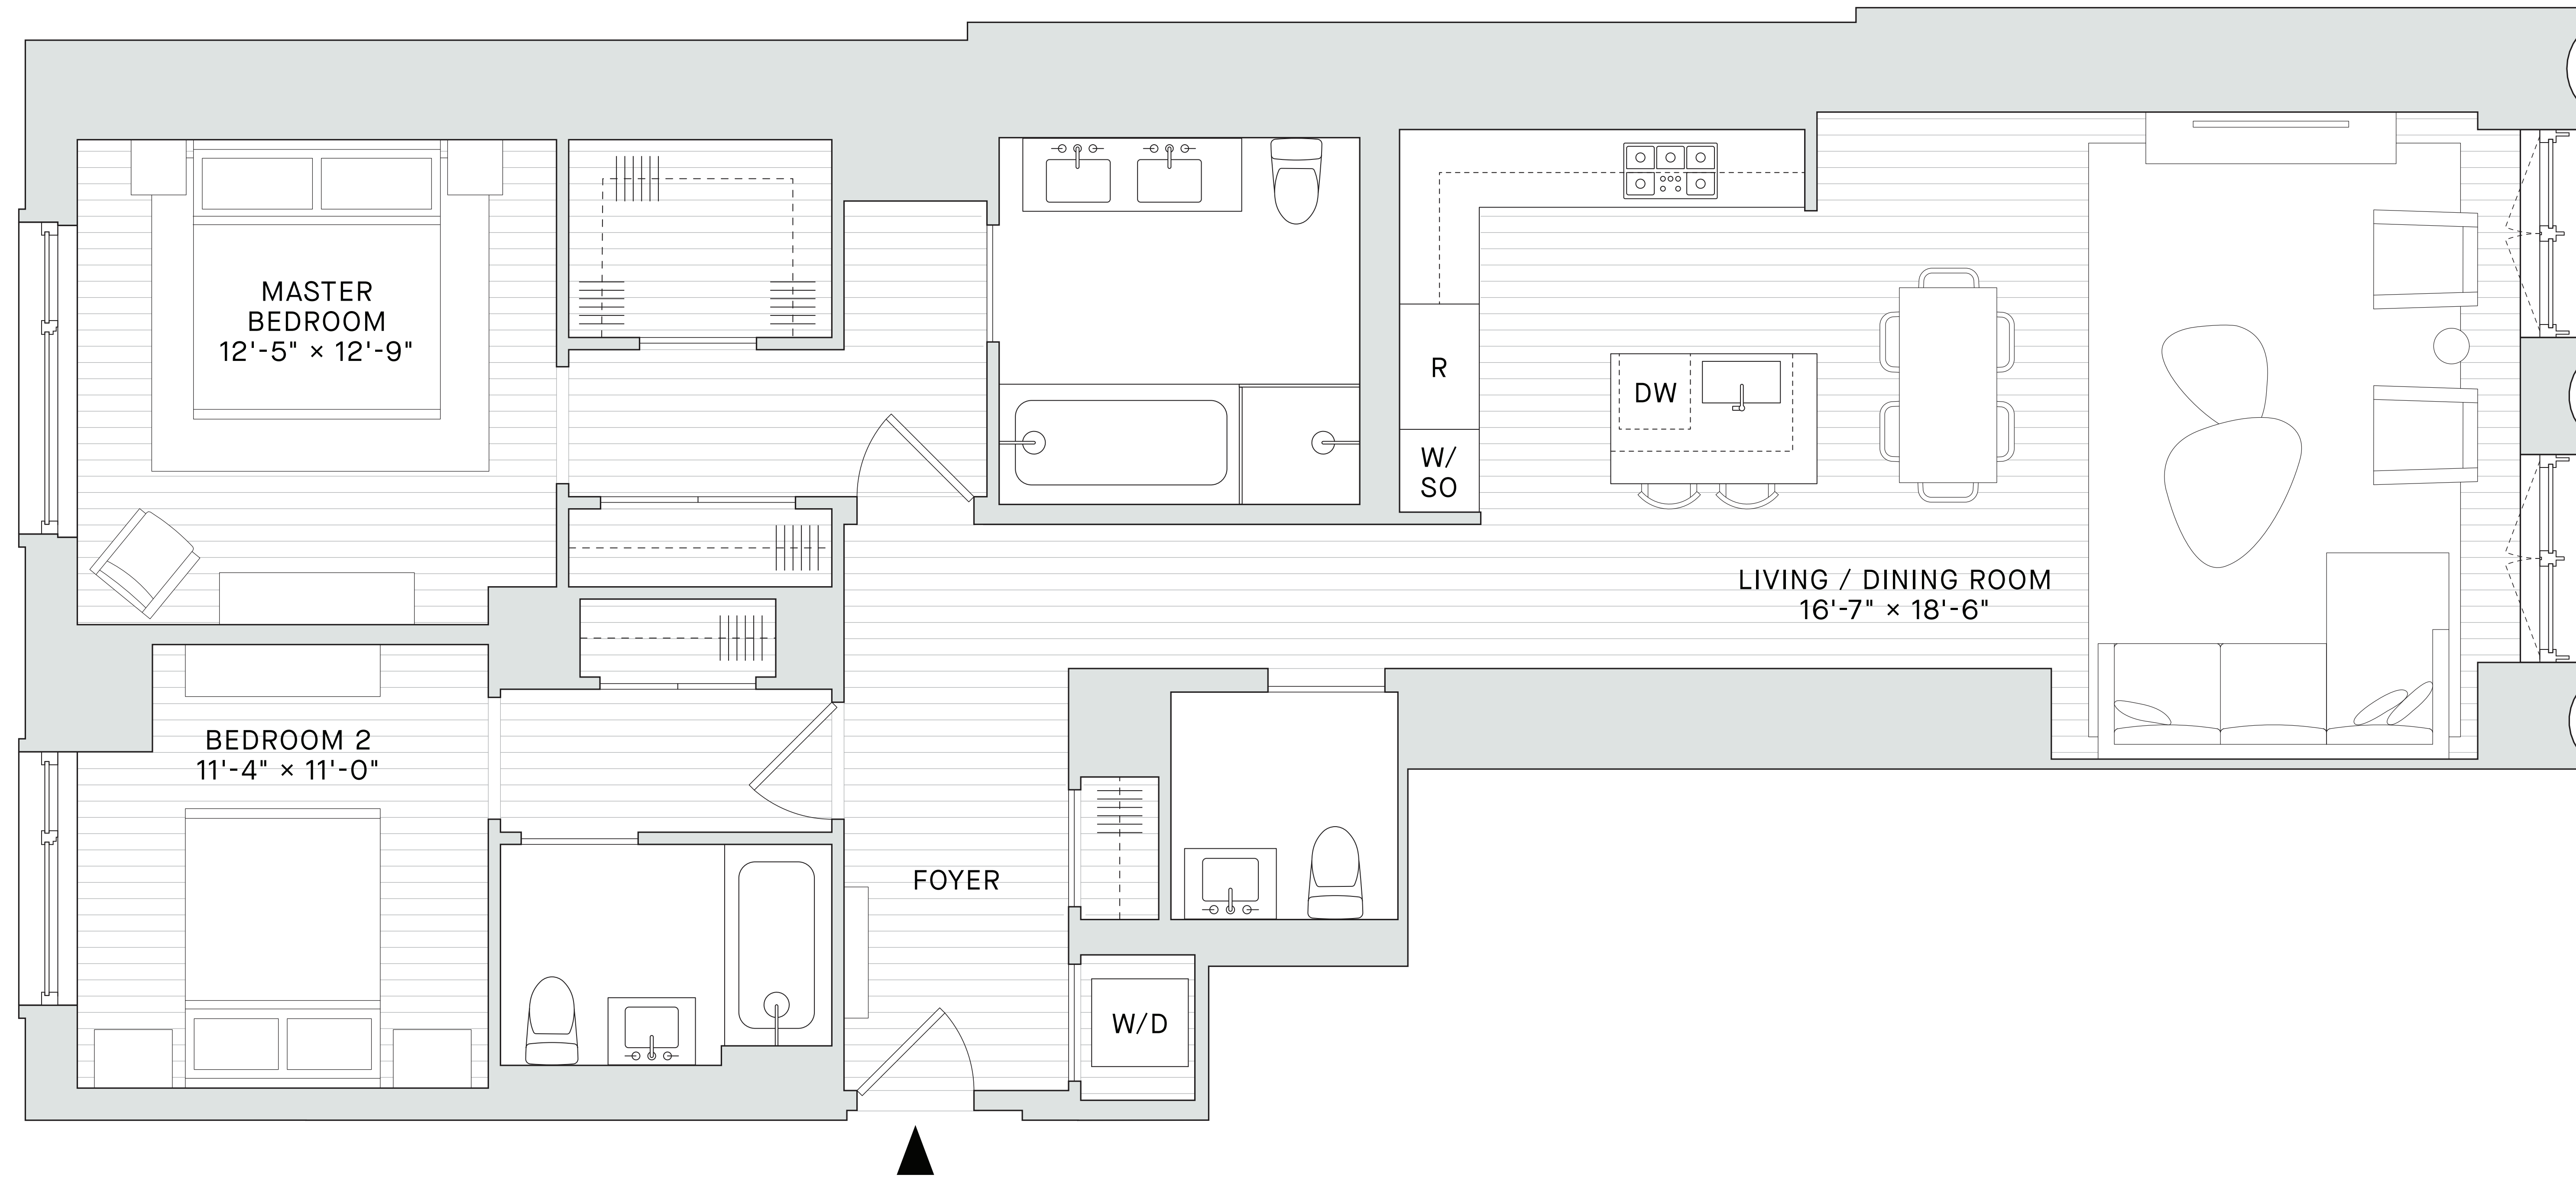 MASTER
BEDROOM
12'-5" × 12'-9"
R
DW
W/
SO
LIVING / DINING ROOM
16'-7" × 18'-6"
BEDROOM 2
11'-4" × 11'-0"
FOYER
W/D